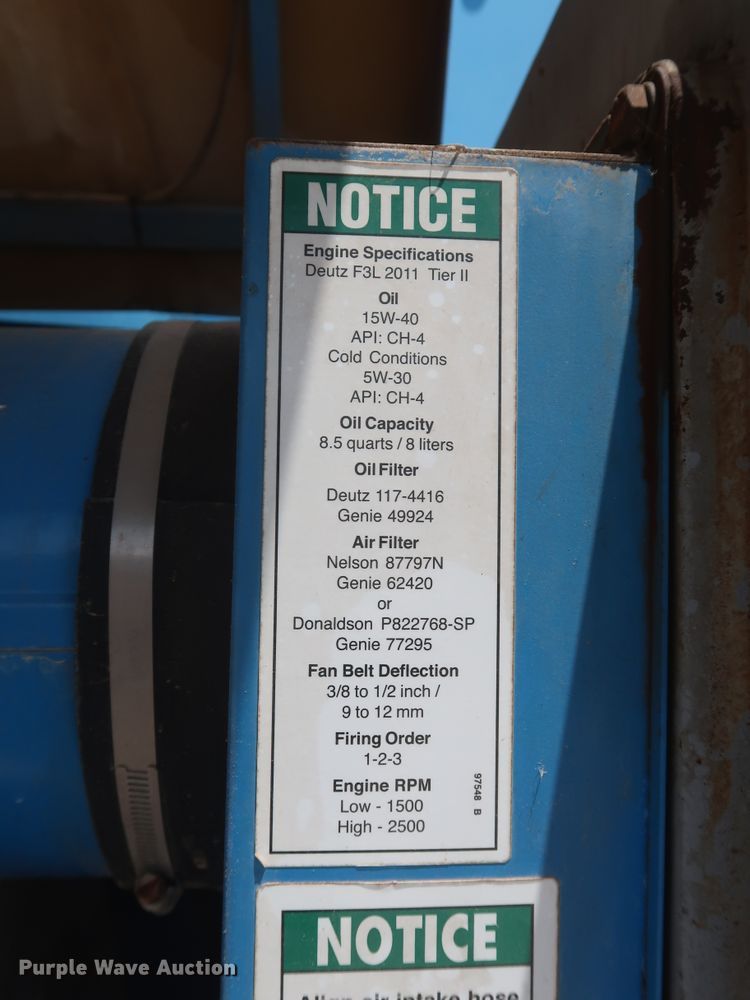 NOTICE
Engine Specifications
Deutz F3L 2011 Tier II
Oil
15W-40
API: CH-4
Cold Conditions
5W-30
API: CH-4
Oil Capacity
8.5 quarts / 8 liters
Oil Filter
Deutz 117-4416
Genie 49924
Air Filter
Nelson 87797N
Genie 62420
or
Donaldson P822768-SP
Genie 77295
Fan Belt Deflection
3/8 to 1/2 inch /
9 to 12 mm
Firing Order
1-2-3
Engine RPM
Low - 1500
High - 2500
97548 B
NOTICE
Align air intake hose
Purple Wave Auction